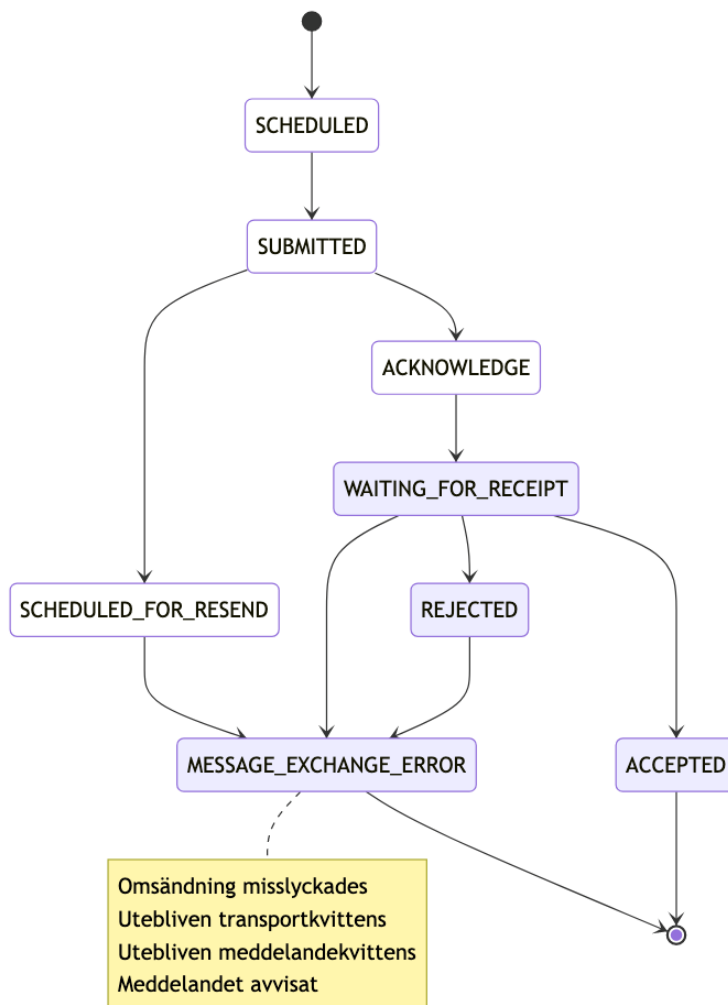 SCHEDULED
SUBMITTED
ACKNOWLEDGE
WAITING_FOR_RECEIPT
SCHEDULED_FOR_RESEND
REJECTED
MESSAGE_EXCHANGE_ERROR
ACCEPTED
Omsändning misslyckades
Utebliven transportkvittens
Utebliven meddelandekvittens
Meddelandet avvisat